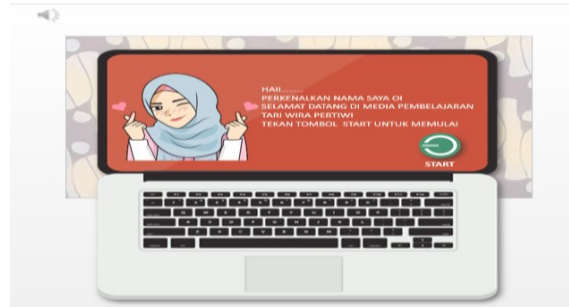 HAII........
PERKENALKAN NAMA SAYA OI
SELAMAT DATANG DI MEDIA PEMBELAJARAN
TARI WIRA PERTIWI
TEKAN TOMBOL START UNTUK MEMULAI
START